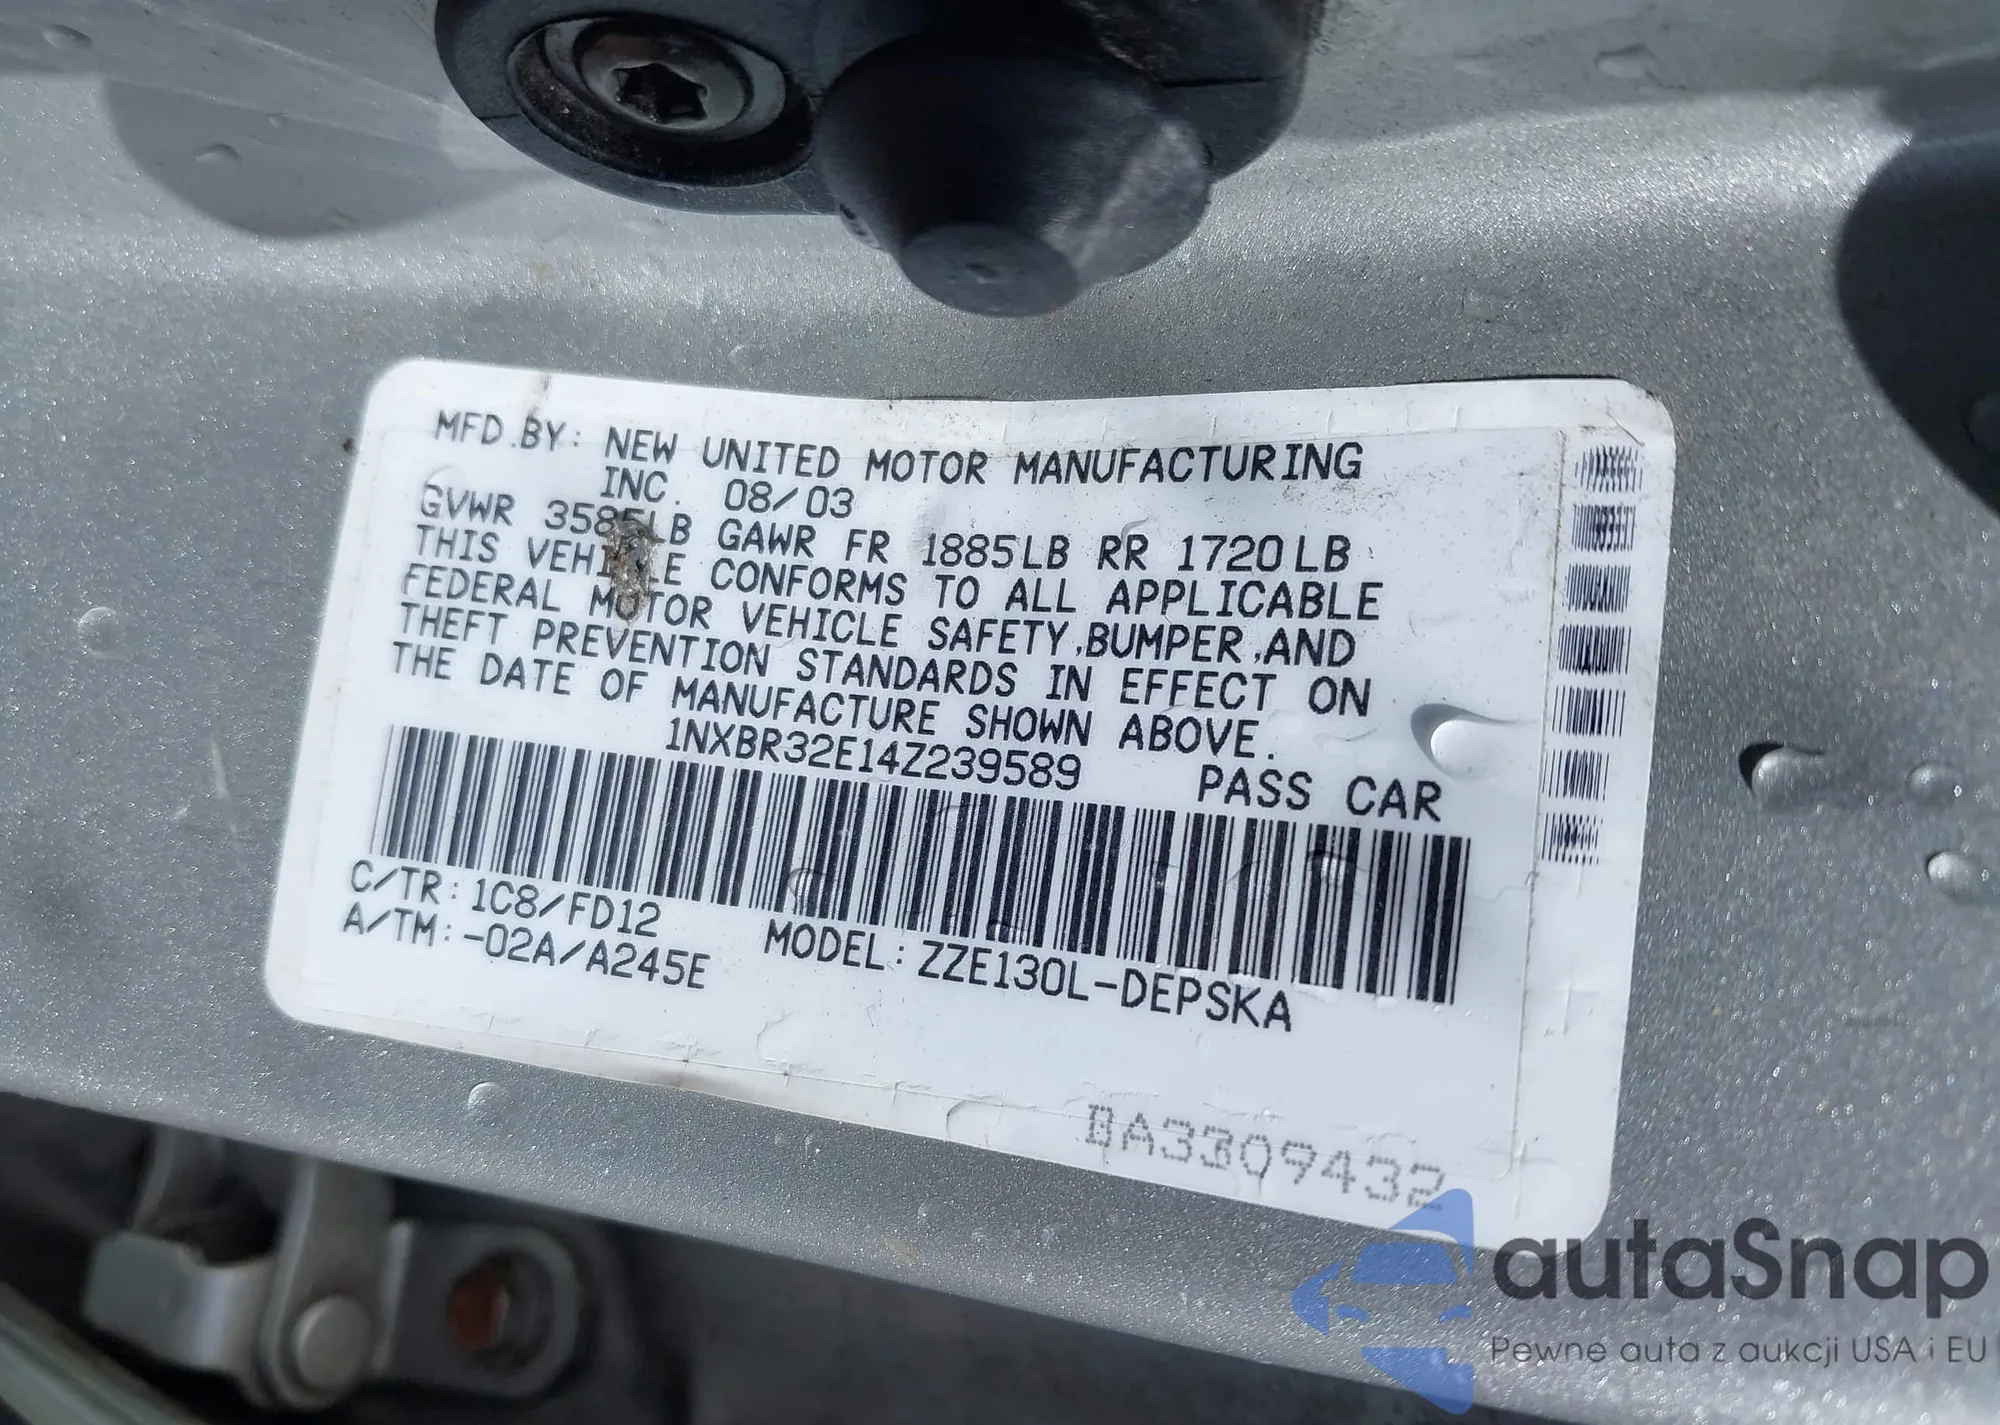 MFD.BY: NEW UNITED MOTOR MANUFACTURING
INC. 08/03
GVWR 3585LB GAWR FR 1885LB RR 1720LB
THIS VEHICLE CONFORMS TO ALL APPLICABLE
FEDERAL MOTOR VEHICLE SAFETY,BUMPER,AND
THEFT PREVENTION STANDARDS IN EFFECT ON
THE DATE OF MANUFACTURE SHOWN ABOVE.
1NXBR32E14Z239589 PASS CAR
C/TR:1C8/FD12
A/TM:-02A/A245E MODEL:ZZE130L-DEPSKA
BA3309432
autaSnap
Pewne auta z aukcji USA i EU